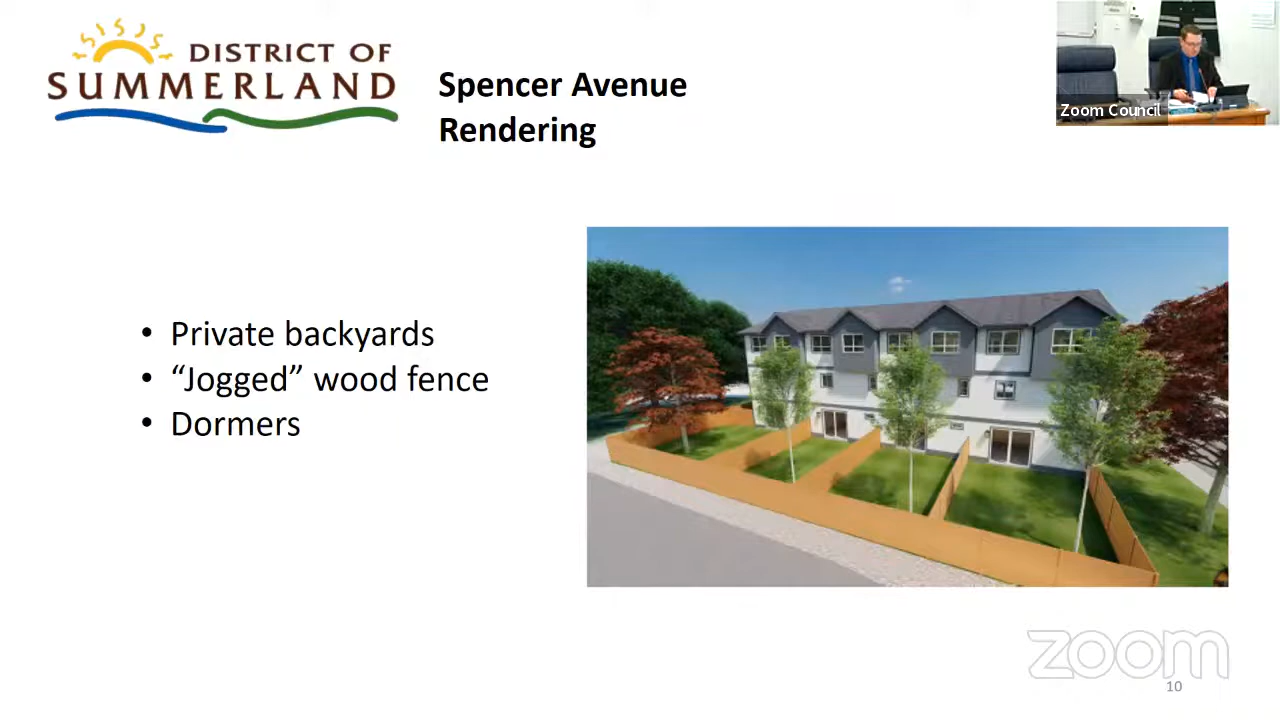 DISTRICT OF
SUMMERLAND
Spencer Avenue
Rendering
Zoom Council
• Private backyards
• “Jogged” wood fence
• Dormers
zoom
10